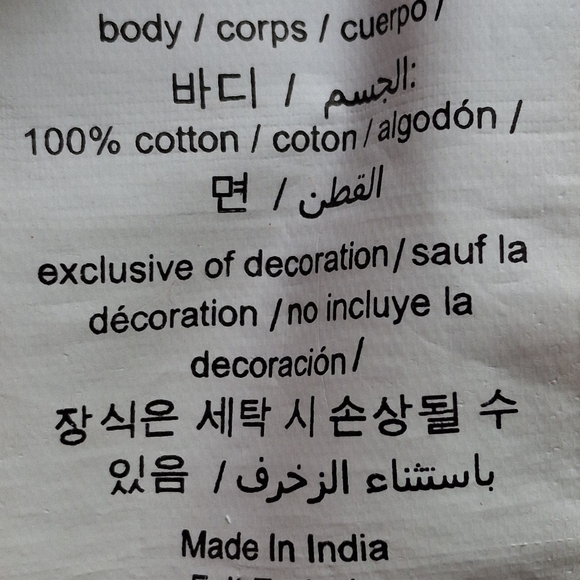 body / corps / cuerpo /
바디 / الجسم:
100% cotton / coton / algodón /
면 / القطن
exclusive of decoration / sauf la
décoration / no incluye la
decoración /
장식은 세탁 시 손상될 수
있음 / باستثناء الزخرف
Made In India